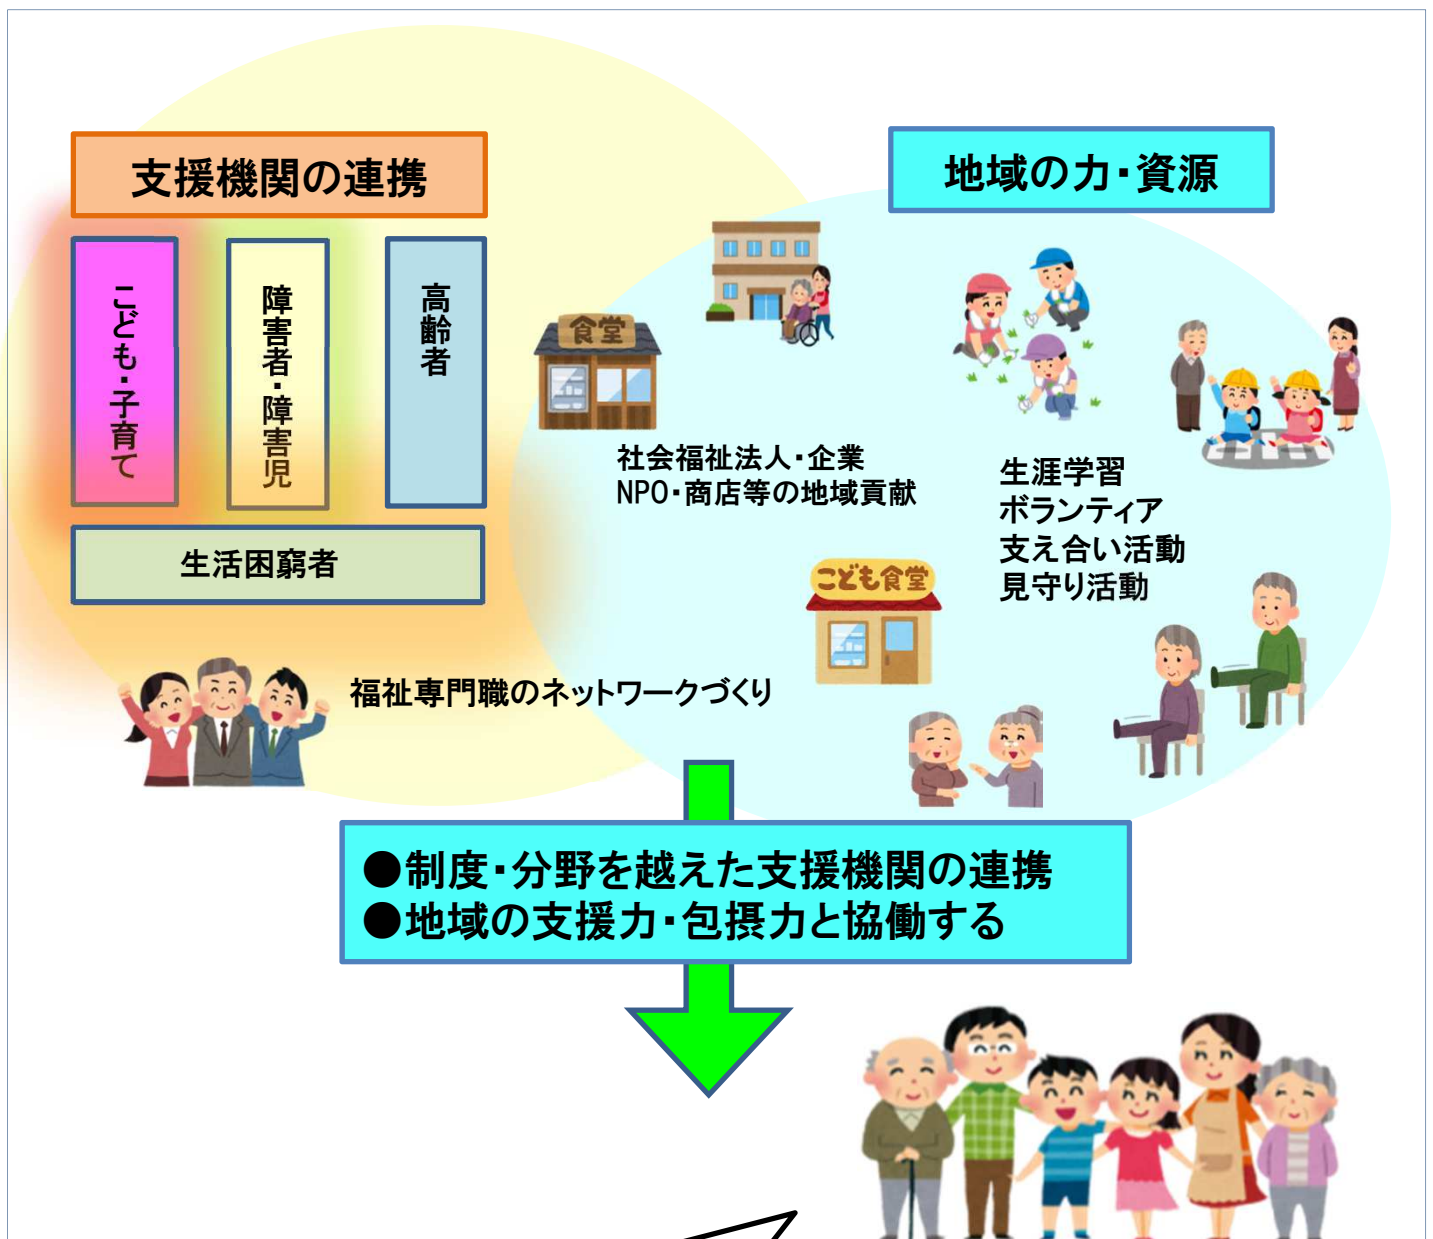 支援機関の連携
こども・子育て
障害者・障害児
高齢者
生活困窮者
福祉専門職のネットワークづくり
地域の力・資源
食堂
社会福祉法人・企業
NPO・商店等の地域貢献
生涯学習
ボランティア
支え合い活動
見守り活動
こども食堂
●制度・分野を越えた支援機関の連携
●地域の支援力・包摂力と協働する